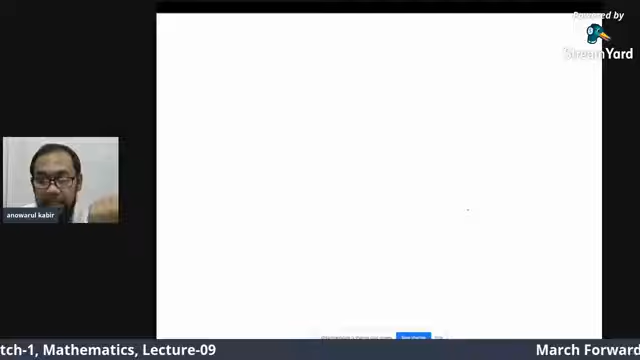 Powered by
StreamYard
anowarul kabir
tch-1, Mathematics, Lecture-09
March Forward